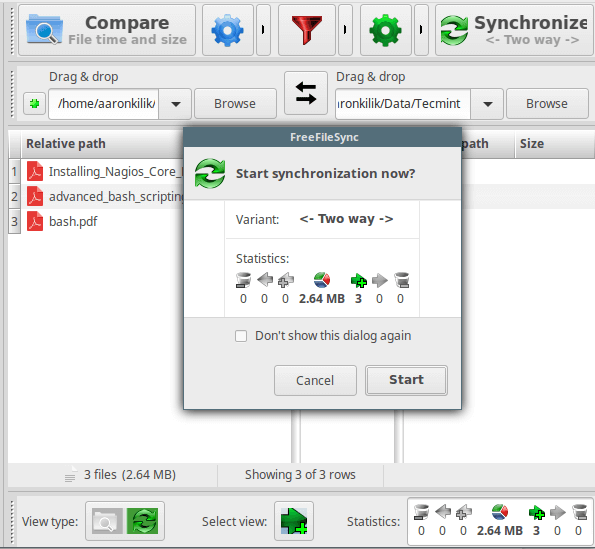 Compare
File time and size
Synchronize
<- Two way ->
Drag & drop
Drag & drop
/home/aaronkilik/
Browse
ronkilik/Data/Tecmint
Browse
Relative path
path
Size
1 Installing_Nagios_Core_
2 advanced_bash_scripting
3 bash.pdf
FreeFileSync
Start synchronization now?
Variant: <- Two way ->
Statistics:
0 0 0 2.64 MB 3 0 0
Don't show this dialog again
Cancel Start
3 files (2.64 MB) Showing 3 of 3 rows
View type: Select view: Statistics:
0 0 0 2.64 MB 3 0 0